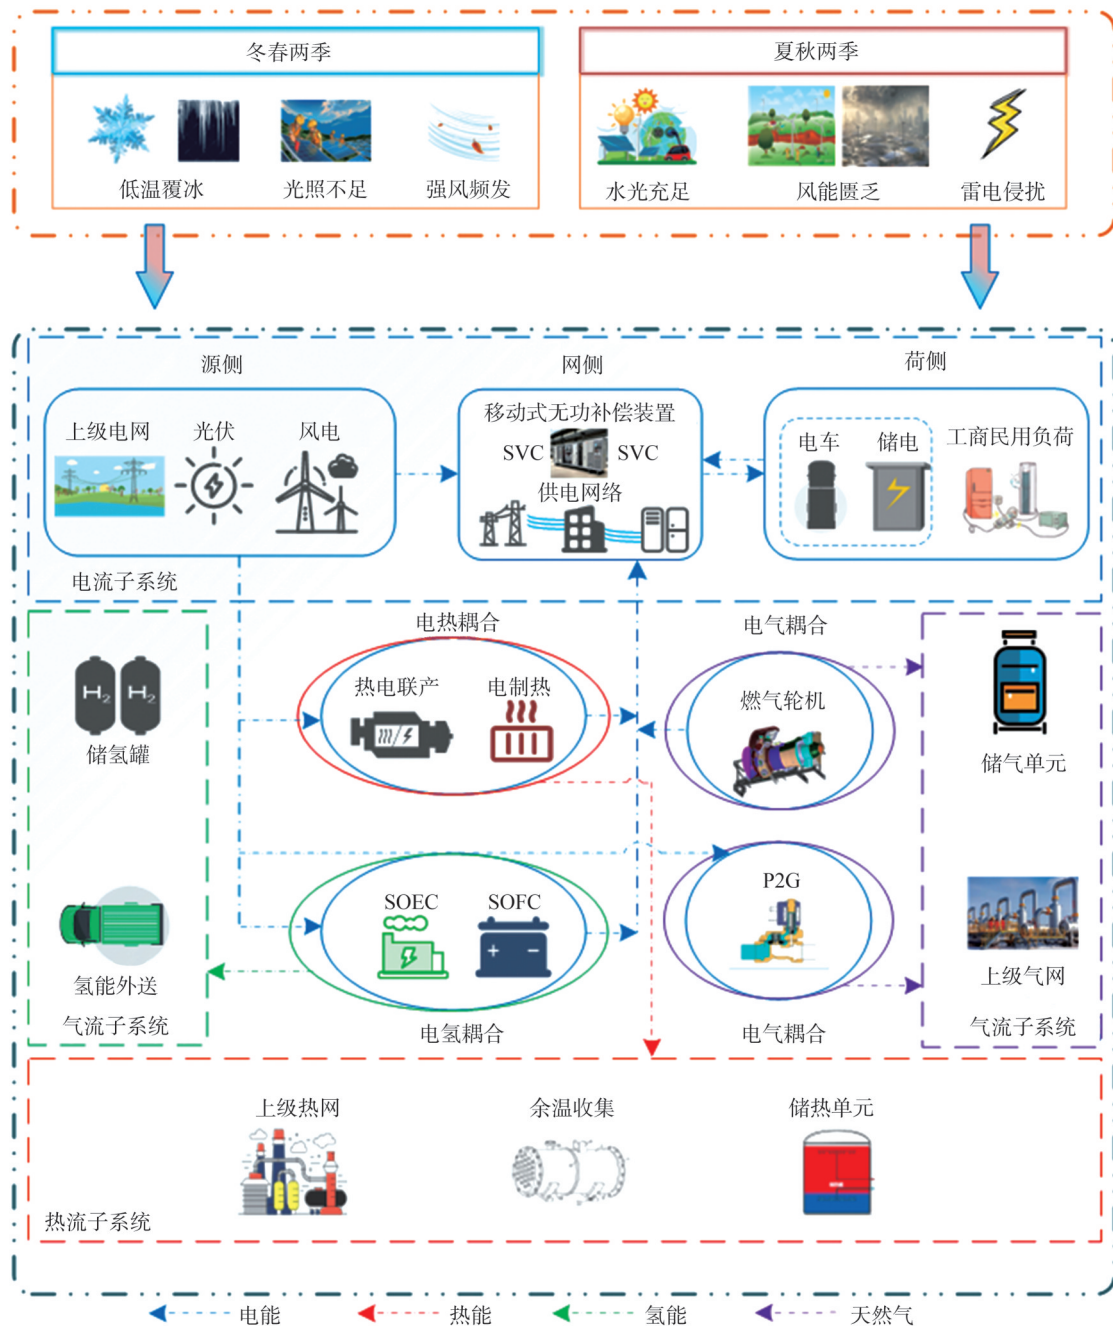 冬春两季
夏秋两季
低温覆冰
光照不足
强风频发
水光充足
风能匮乏
雷电侵扰
源侧
网侧
荷侧
上级电网
光伏
风电
移动式无功补偿装置
SVC
SVC
供电网络
电车
储电
工商民用负荷
电流子系统
电热耦合
电气耦合
热电联产
电制热
燃气轮机
H2
H2
储氢罐
储气单元
SOEC
SOFC
P2G
氢能外送
上级气网
气流子系统
电氢耦合
电气耦合
气流子系统
上级热网
余温收集
储热单元
热流子系统
电能
热能
氢能
天然气